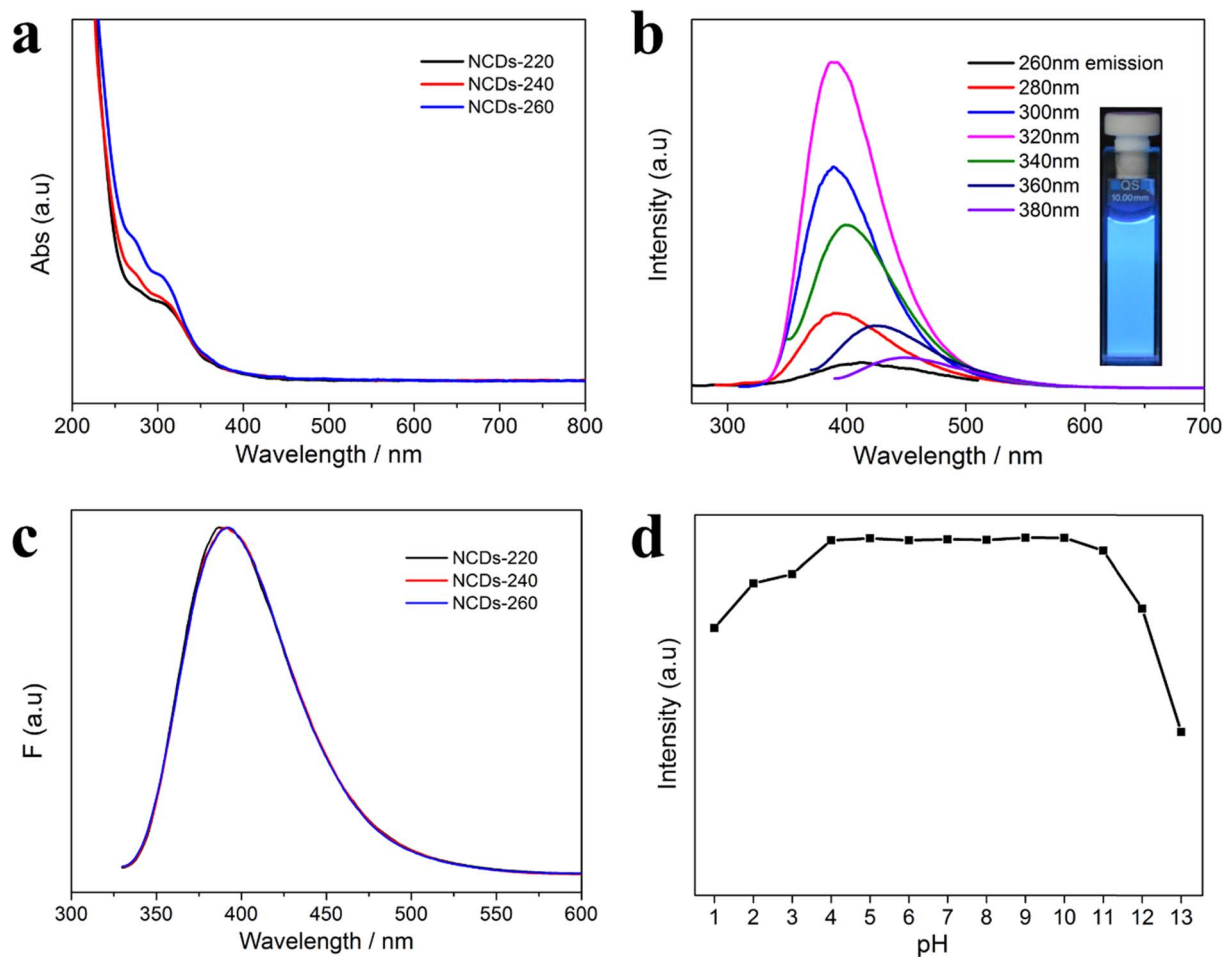 a
NCDs-220
NCDs-240
NCDs-260
Abs (a.u)
200 300 400 500 600 700 800
Wavelength / nm
b
260nm emission
280nm
300nm
320nm
340nm
360nm
380nm
QS
10.00mm
Intensity (a.u)
300 400 500 600 700
Wavelength / nm
c
NCDs-220
NCDs-240
NCDs-260
F (a.u)
300 350 400 450 500 550 600
Wavelength / nm
d
Intensity (a.u)
1 2 3 4 5 6 7 8 9 10 11 12 13
pH